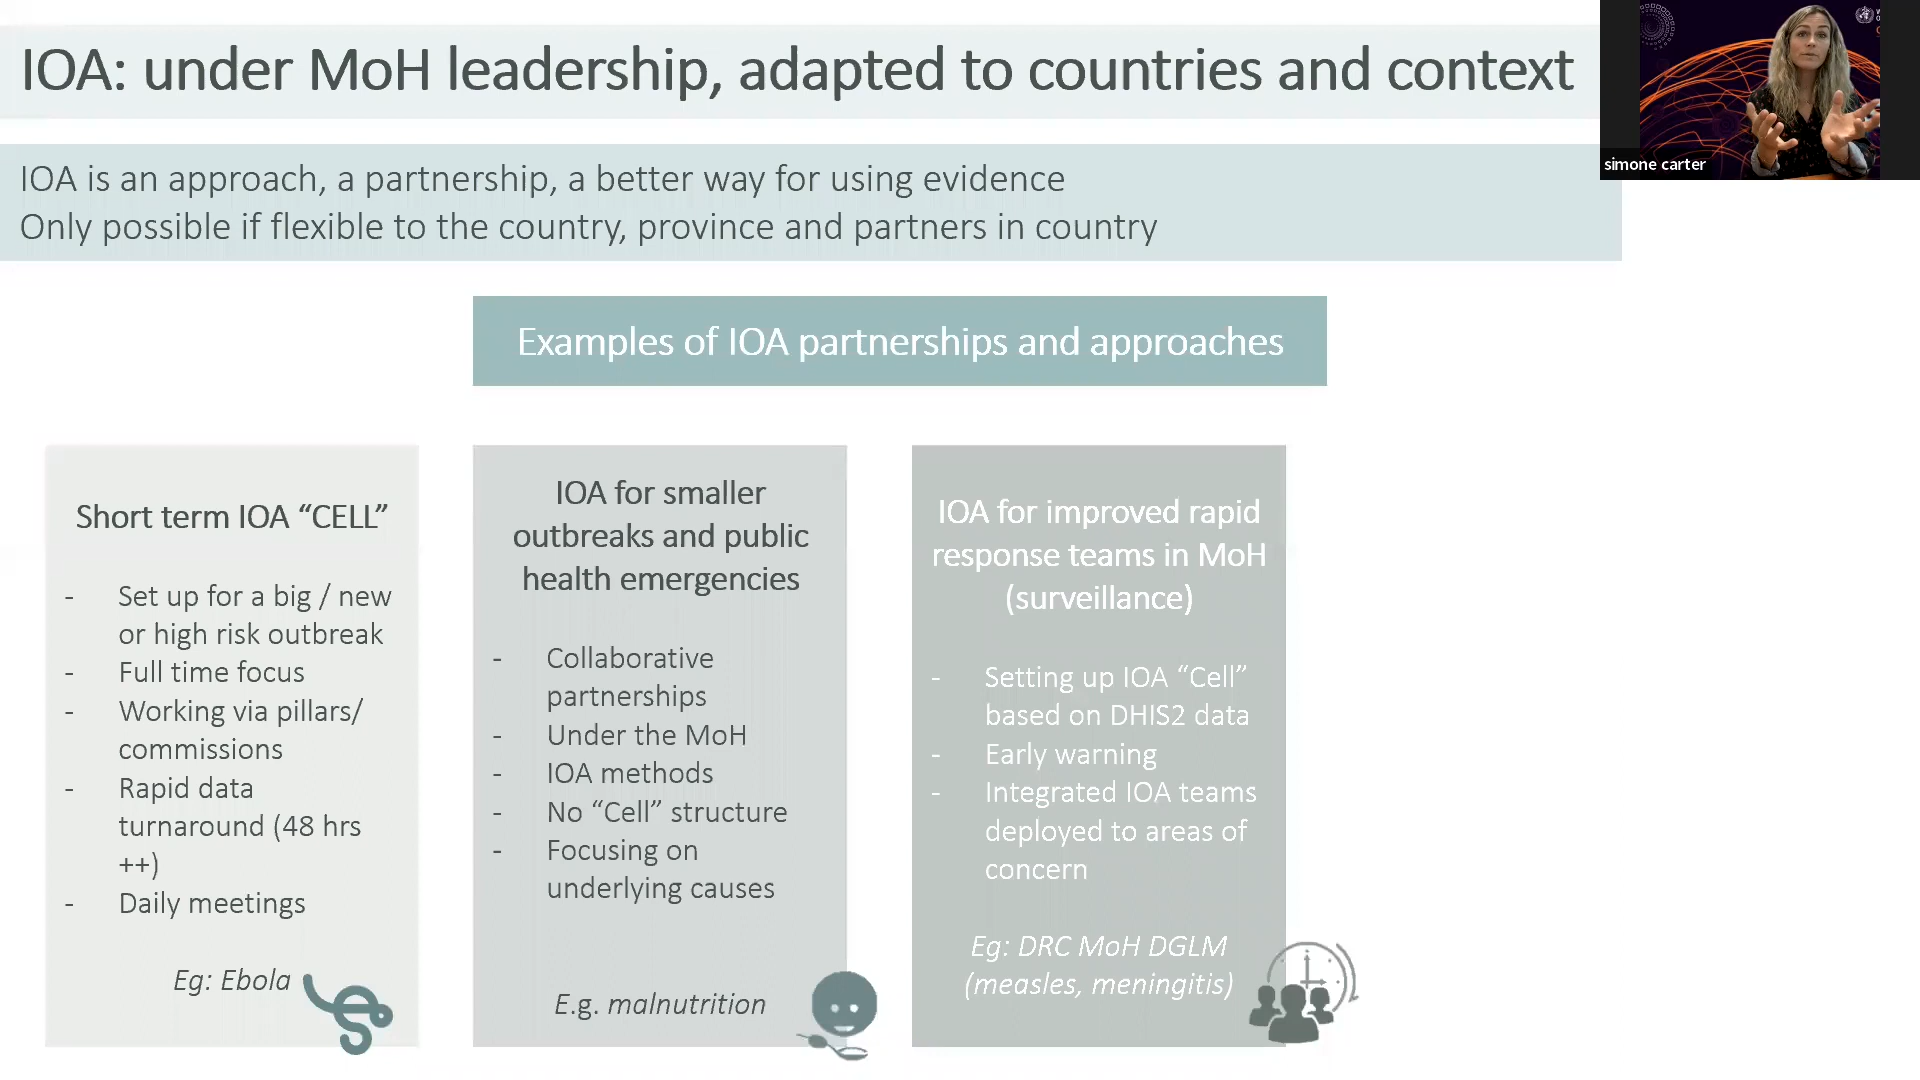 IOA: under MoH leadership, adapted to countries and context
simone carter
IOA is an approach, a partnership, a better way for using evidence
Only possible if flexible to the country, province and partners in country
Examples of IOA partnerships and approaches
Short term IOA “CELL”
- Set up for a big / new
or high risk outbreak
- Full time focus
- Working via pillars/
commissions
- Rapid data
turnaround (48 hrs
++)
- Daily meetings
Eg: Ebola
IOA for smaller
outbreaks and public
health emergencies
- Collaborative
partnerships
- Under the MoH
- IOA methods
- No “Cell” structure
- Focusing on
underlying causes
E.g. malnutrition
IOA for improved rapid
response teams in MoH
(surveillance)
- Setting up IOA “Cell”
based on DHIS2 data
- Early warning
- Integrated IOA teams
deployed to areas of
concern
Eg: DRC MoH DGLM
(measles, meningitis)